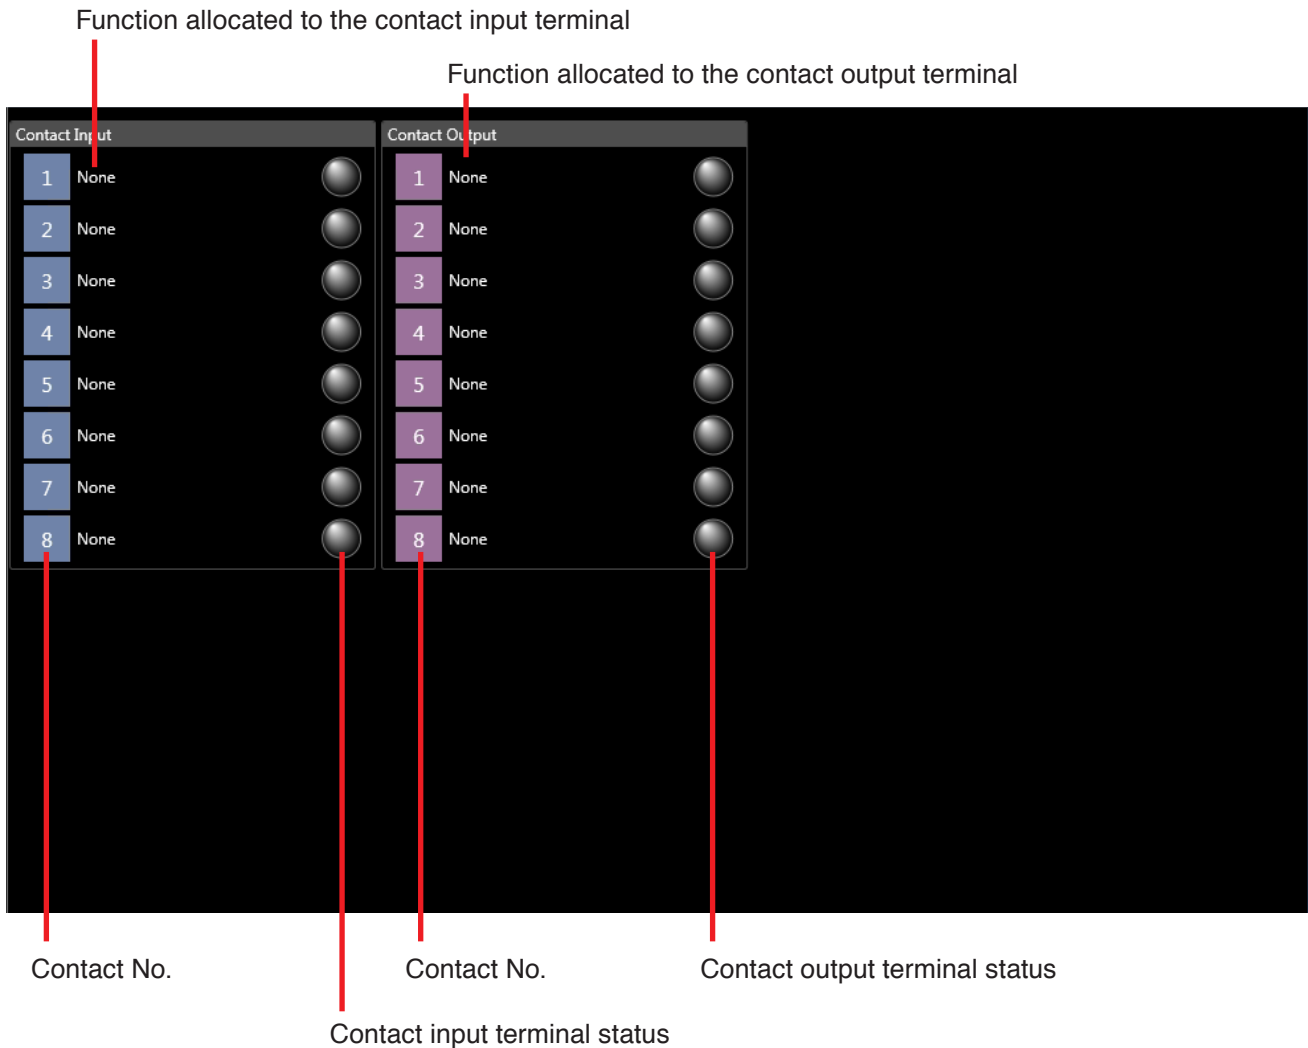 Function allocated to the contact input terminal
Function allocated to the contact output terminal
Contact Input
1 None
2 None
3 None
4 None
5 None
6 None
7 None
8 None
Contact Output
1 None
2 None
3 None
4 None
5 None
6 None
7 None
8 None
Contact No.
Contact No.
Contact output terminal status
Contact input terminal status